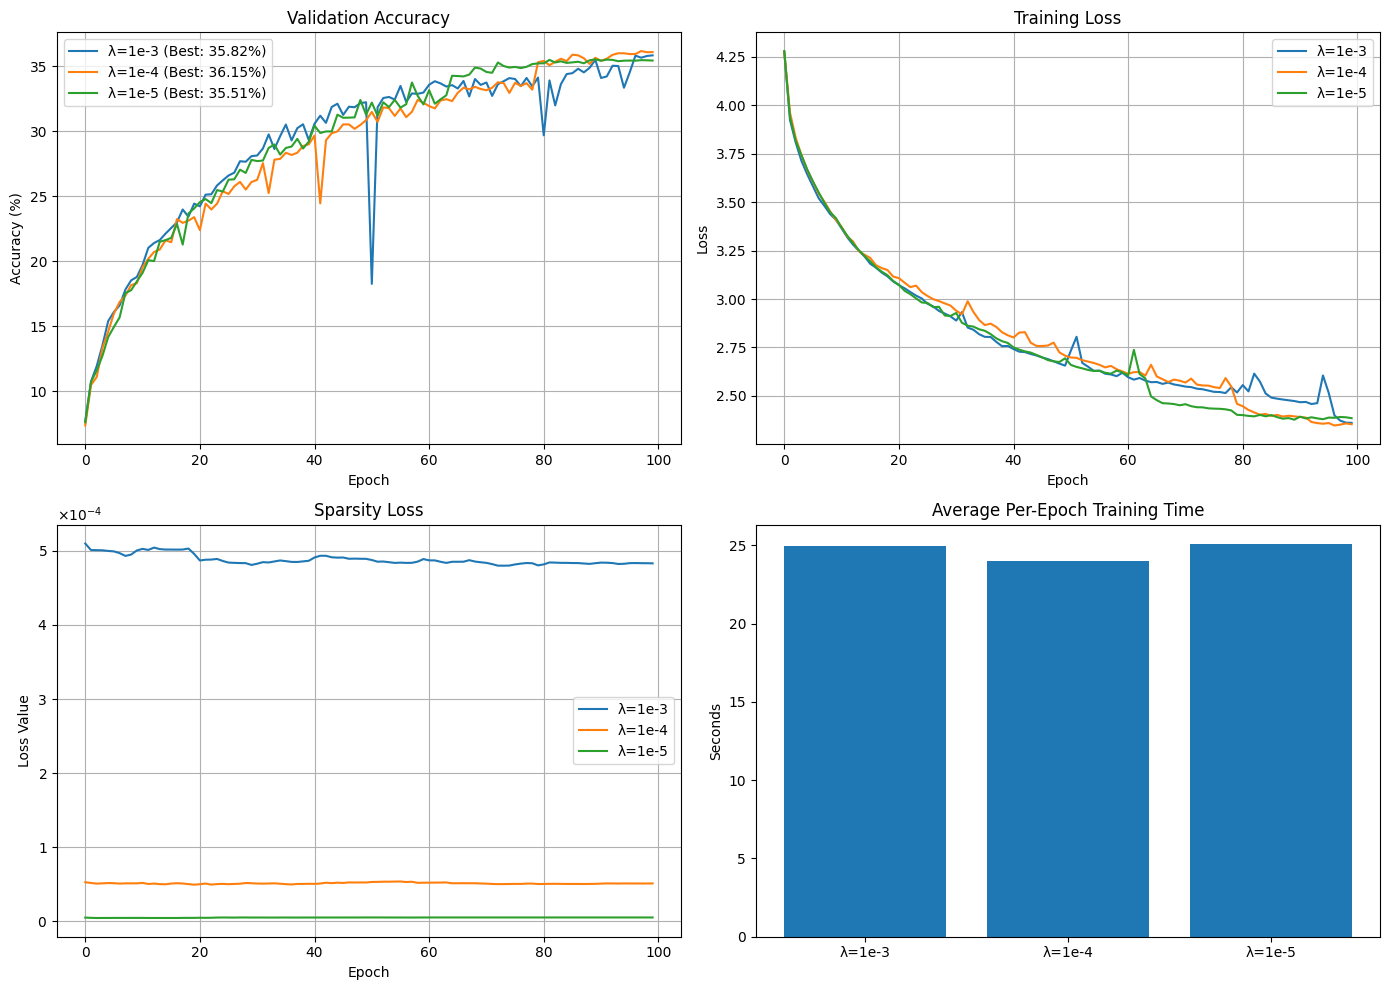 Validation Accuracy
λ=1e-3 (Best: 35.82%)
λ=1e-4 (Best: 36.15%)
λ=1e-5 (Best: 35.51%)
35
30
25
20
15
10
Accuracy (%)
0 20 40 60 80 100
Epoch
Training Loss
λ=1e-3
λ=1e-4
λ=1e-5
4.25
4.00
3.75
3.50
3.25
3.00
2.75
2.50
Loss
0 20 40 60 80 100
Epoch
Sparsity Loss
×10⁻⁴
5
4
3
2
1
0
Loss Value
λ=1e-3
λ=1e-4
λ=1e-5
0 20 40 60 80 100
Epoch
Average Per-Epoch Training Time
25
20
15
10
5
0
Seconds
λ=1e-3 λ=1e-4 λ=1e-5